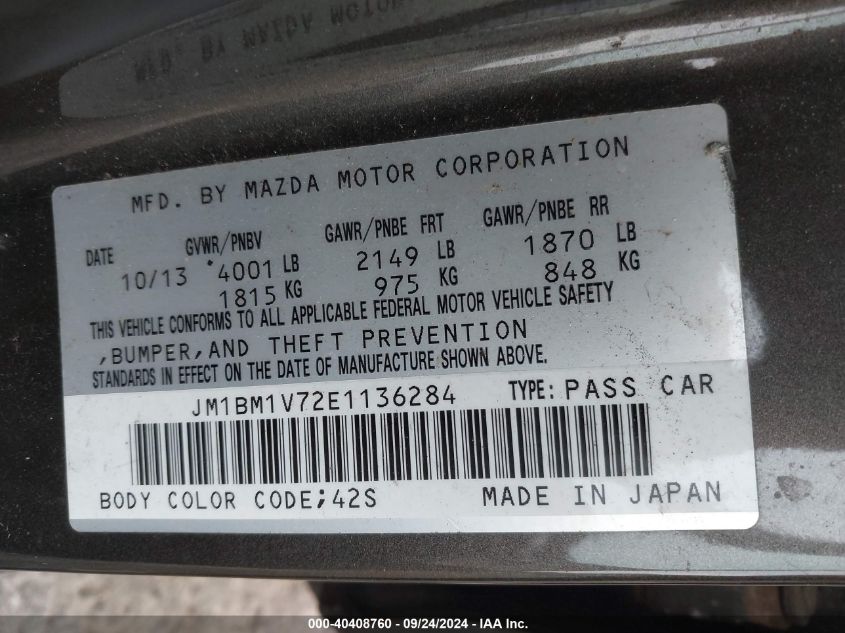 MFD. BY MAZDA MOTOR CORPORATION
DATE GVWR/PNBV GAWR/PNBE FRT GAWR/PNBE RR
10/13 *4001 LB 2149 LB 1870 LB
1815 KG 975 KG 848 KG
THIS VEHICLE CONFORMS TO ALL APPLICABLE FEDERAL MOTOR VEHICLE SAFETY
,BUMPER,AND THEFT PREVENTION
STANDARDS IN EFFECT ON THE DATE OF MANUFACTURE SHOWN ABOVE.
JM1BM1V72E1136284 TYPE: PASS CAR
BODY COLOR CODE;42S MADE IN JAPAN
000-40408760 - 09/24/2024 - IAA Inc.